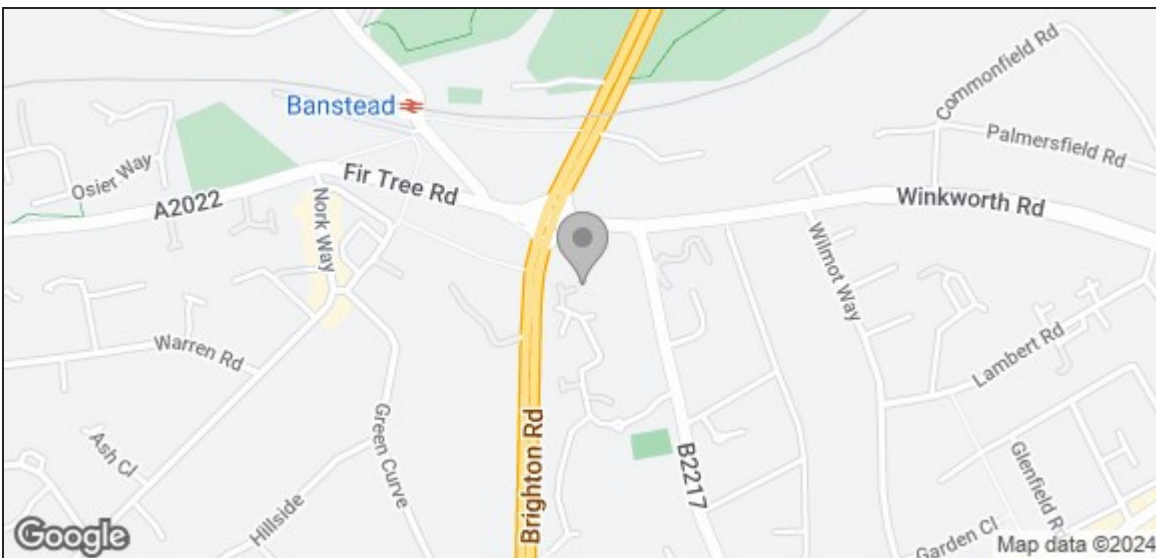 Commonfield Rd
Banstead
Palmersfield Rd
Osier Way
Fir Tree Rd
A2022
Winkworth Rd
Nork Way
Wilmot Way
Warren Rd
Lambert Rd
Green Curve
Brighton Rd
B2217
Ash Cl
Hillside
Glenfield Rd
Garden Cl
Google
Map data ©2024